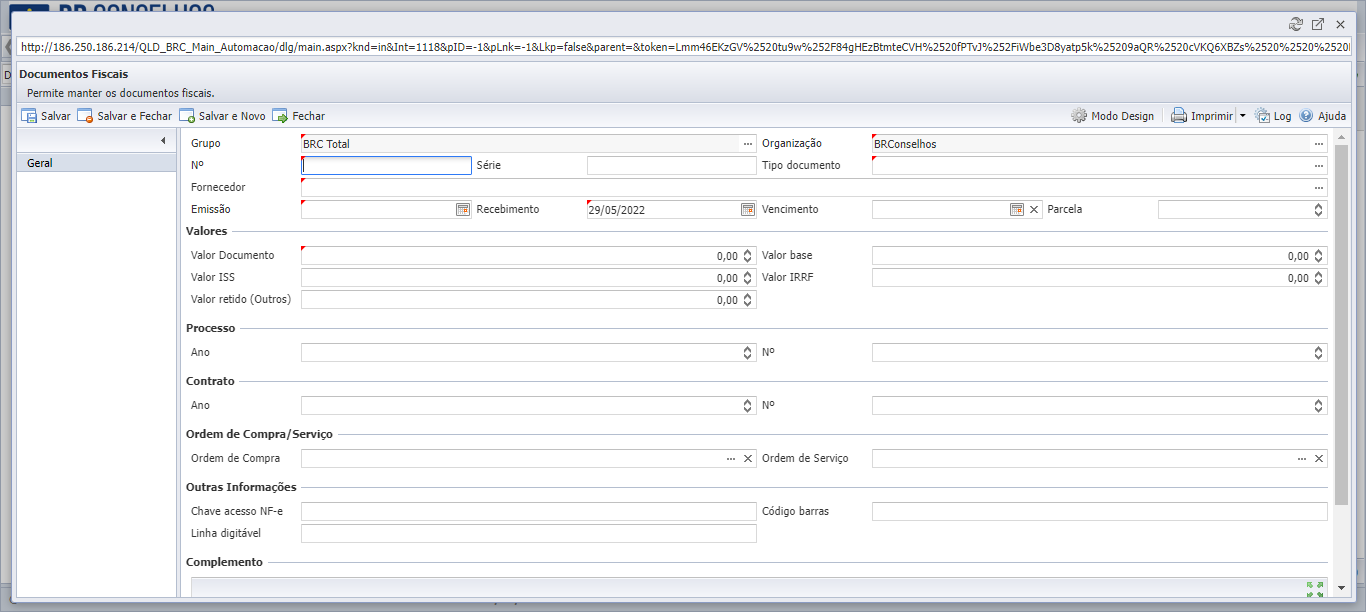 BR CONSELHOS
http://186.250.186.214/QLD_BRC_Main_Automacao/dlg/main.aspx?knd=in&Int=1118&pID=-1&pLnk=-1&Lkp=false&parent=&token=Lmm46EKzGV%2520tu9w%252F84gHEzBtmteCVH%2520fPTvJ%252FiWbe3D8yatp5k%25209aQR%2520cVKQ6XBZs%2520%2520%2520
Documentos Fiscais
Permite manter os documentos fiscais.
Salvar Salvar e Fechar Salvar e Novo Fechar Modo Design Imprimir Log Ajuda
Geral
Grupo BRC Total ... Organização BRConselhos ...
Nº Série Tipo documento ...
Fornecedor ...
Emissão Recebimento 29/05/2022 Vencimento Parcela
Valores
Valor Documento 0,00 Valor base 0,00
Valor ISS 0,00 Valor IRRF 0,00
Valor retido (Outros) 0,00
Processo
Ano Nº
Contrato
Ano Nº
Ordem de Compra/Serviço
Ordem de Compra ... Ordem de Serviço ...
Outras Informações
Chave acesso NF-e Código barras
Linha digitável
Complemento